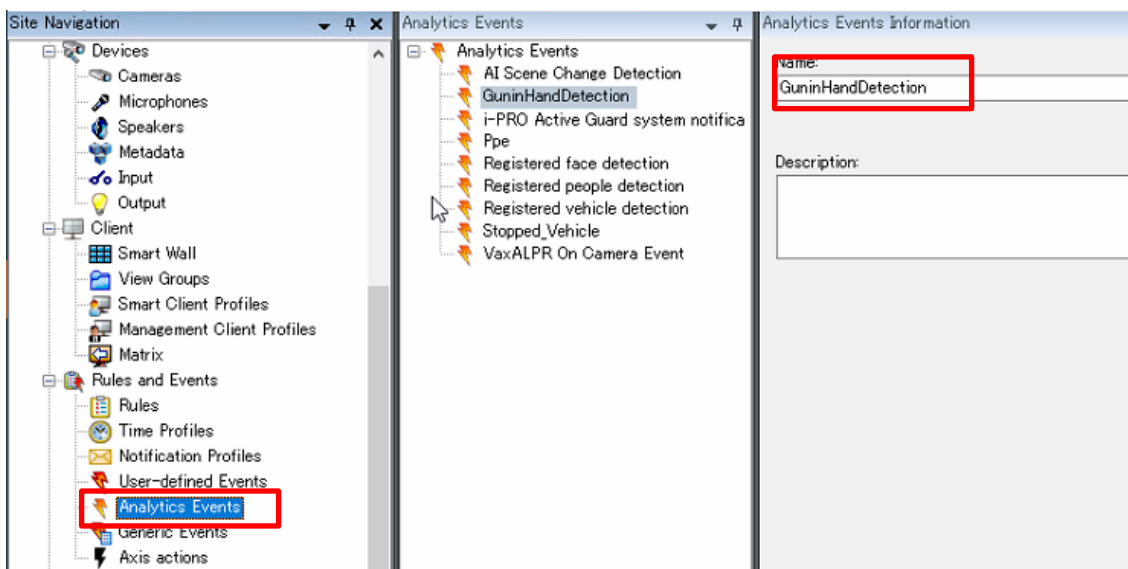 Site Navigation
Devices
Cameras
Microphones
Speakers
Metadata
Input
Output
Client
Smart Wall
View Groups
Smart Client Profiles
Management Client Profiles
Matrix
Rules and Events
Rules
Time Profiles
Notification Profiles
User-defined Events
Analytics Events
Generic Events
Axis actions
Analytics Events
Analytics Events
AI Scene Change Detection
GuninHandDetection
i-PRO Active Guard system notifica
Ppe
Registered face detection
Registered people detection
Registered vehicle detection
Stopped_Vehicle
VaxALPR On Camera Event
Analytics Events Information
Name:
GuninHandDetection
Description: